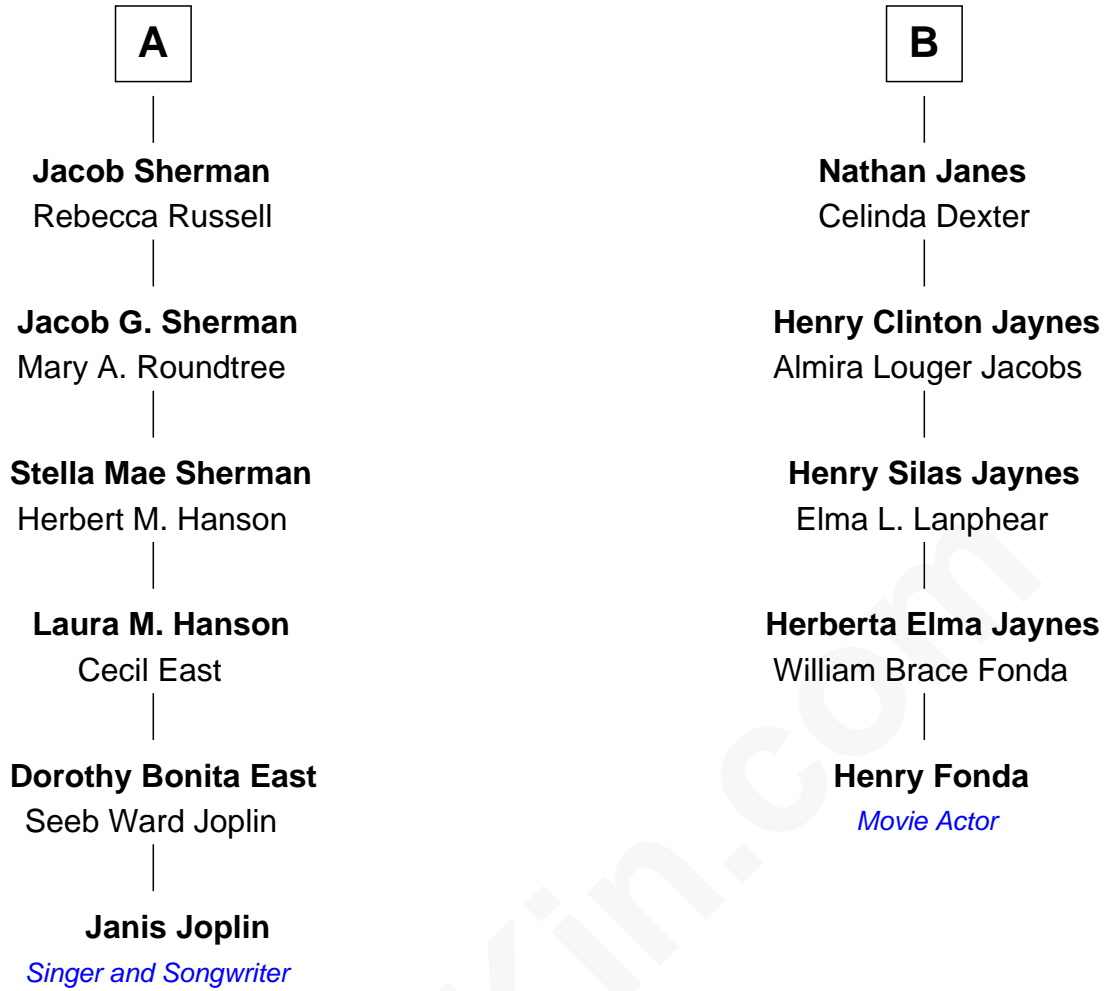 A
Jacob Sherman
Rebecca Russell
Jacob G. Sherman
Mary A. Roundtree
Stella Mae Sherman
Herbert M. Hanson
Laura M. Hanson
Cecil East
Dorothy Bonita East
Seeb Ward Joplin
Janis Joplin
Singer and Songwriter
B
Nathan Janes
Celinda Dexter
Henry Clinton Jaynes
Almira Louger Jacobs
Henry Silas Jaynes
Elma L. Lanphear
Herberta Elma Jaynes
William Brace Fonda
Henry Fonda
Movie Actor
Kin.com